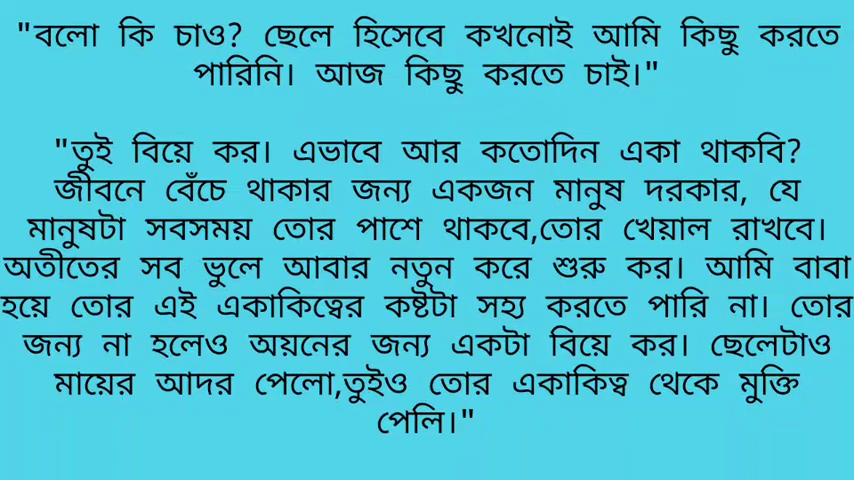 "বলো কি চাও? ছেলে হিসেবে কখনোই আমি কিছু করতে
পারিনি। আজ কিছু করতে চাই।"
"তুই বিয়ে কর। এভাবে আর কতোদিন একা থাকবি?
জীবনে বেঁচে থাকার জন্য একজন মানুষ দরকার, যে
মানুষটা সবসময় তোর পাশে থাকবে,তোর খেয়াল রাখবে।
অতীতের সব ভুলে আবার নতুন করে শুরু কর। আমি বাবা
হয়ে তোর এই একাকিত্বের কষ্টটা সহ্য করতে পারি না। তোর
জন্য না হলেও অয়নের জন্য একটা বিয়ে কর। ছেলেটাও
মায়ের আদর পেলো,তুইও তোর একাকিত্ব থেকে মুক্তি
পেলি।"